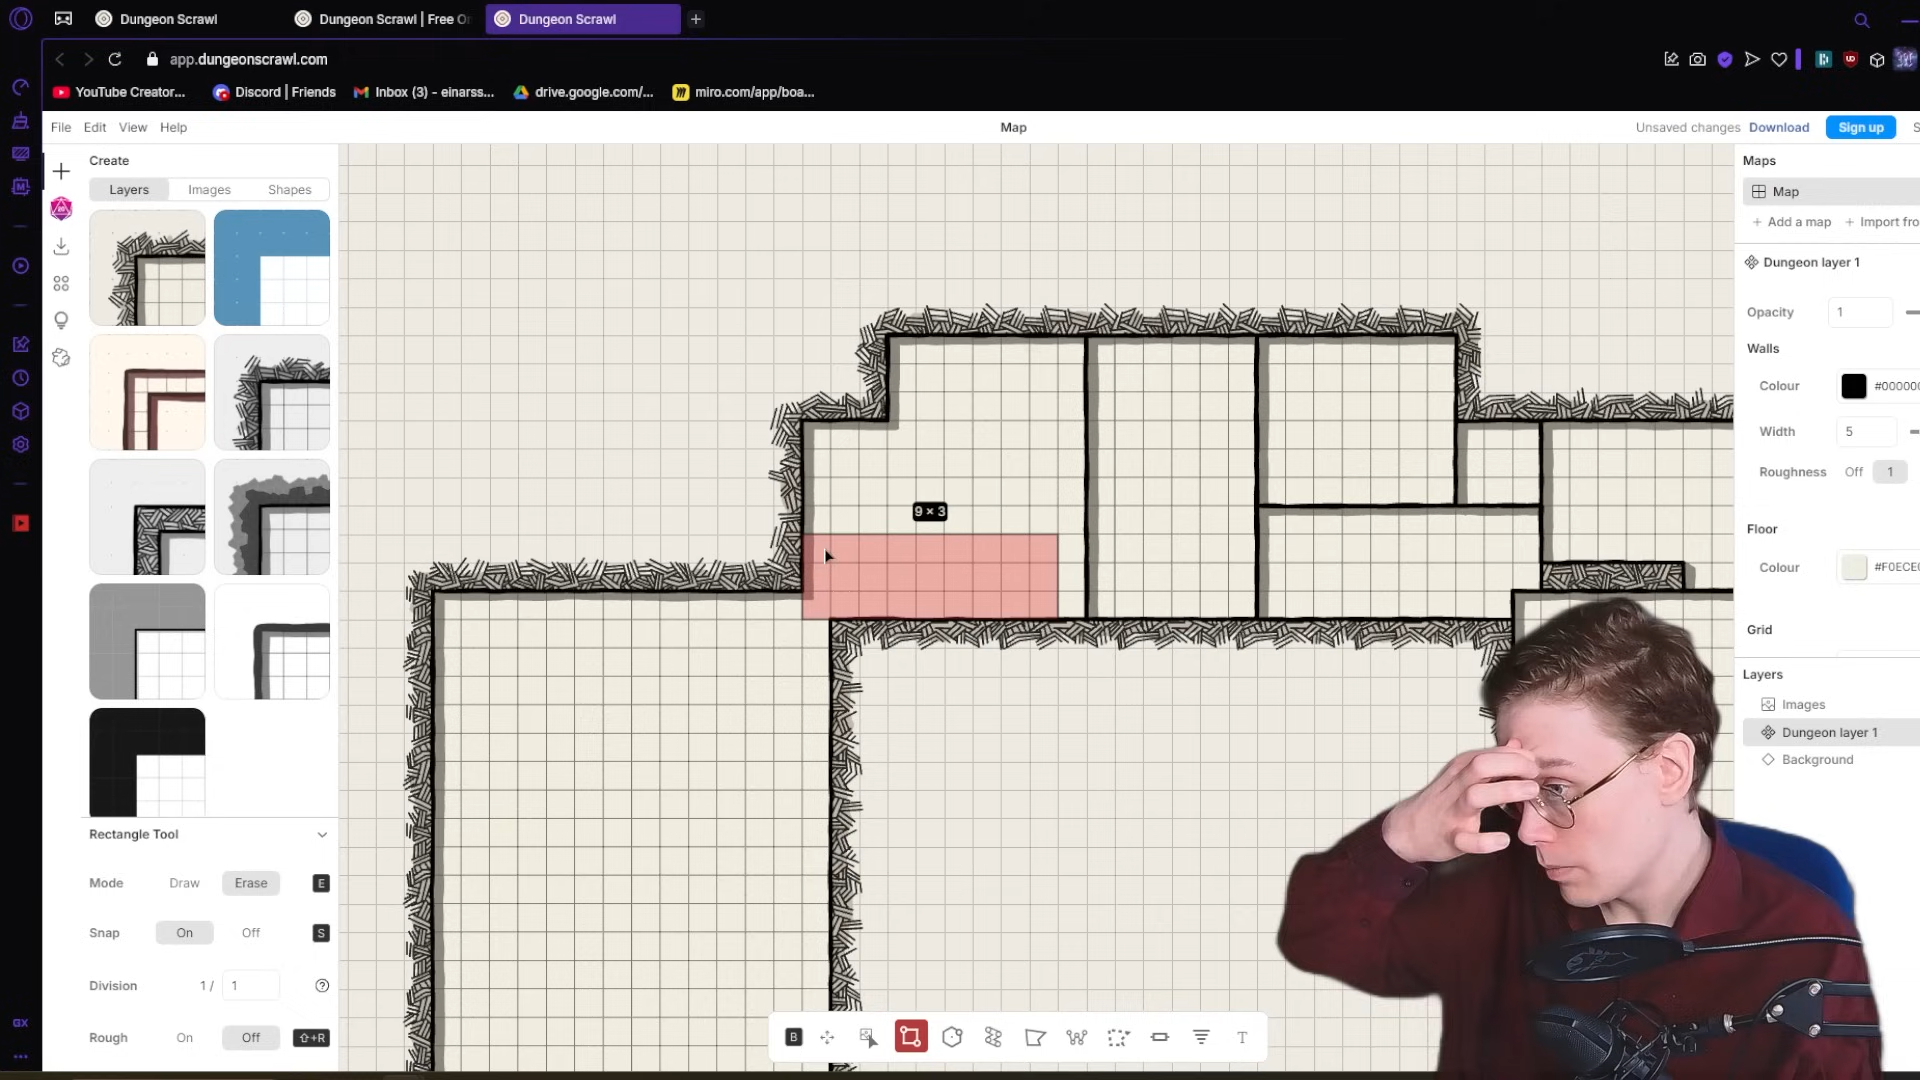 Dungeon Scrawl
Dungeon Scrawl | Free O
Dungeon Scrawl
app.dungeonscrawl.com
YouTube Creator...
Discord | Friends
Inbox (3) - einarss...
drive.google.com/...
miro.com/app/boa...
File Edit View Help
Map
Unsaved changes Download Sign up S
Create
Layers Images Shapes
Rectangle Tool
Mode Draw Erase E
Snap On Off S
Division 1 / 1
Rough On Off ⇧+R
9 × 3
B
T
Maps
Map
+ Add a map + Import fro
Dungeon layer 1
Opacity 1
Walls
Colour #000000
Width 5
Roughness Off 1
Floor
Colour #F0ECE0
Grid
Layers
Images
Dungeon layer 1
Background
GX